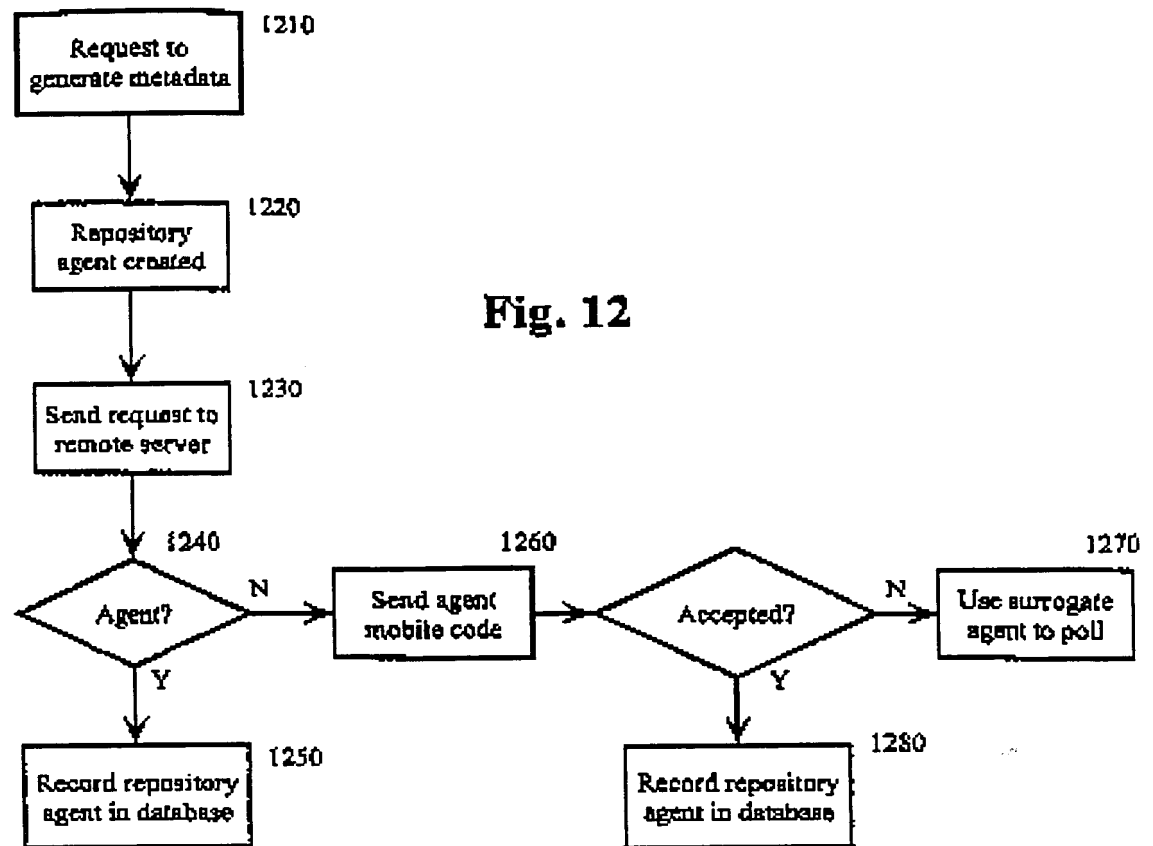 1210
Request to
generate metadata
1220
Repository
agent created
Fig. 12
1230
Send request to
remote server
1240
Agent?
N
Y
1260
Send agent
mobile code
Accepted?
N
Y
1270
Use surrogate
agent to poll
1250
Record repository
agent in database
1280
Record repository
agent in database